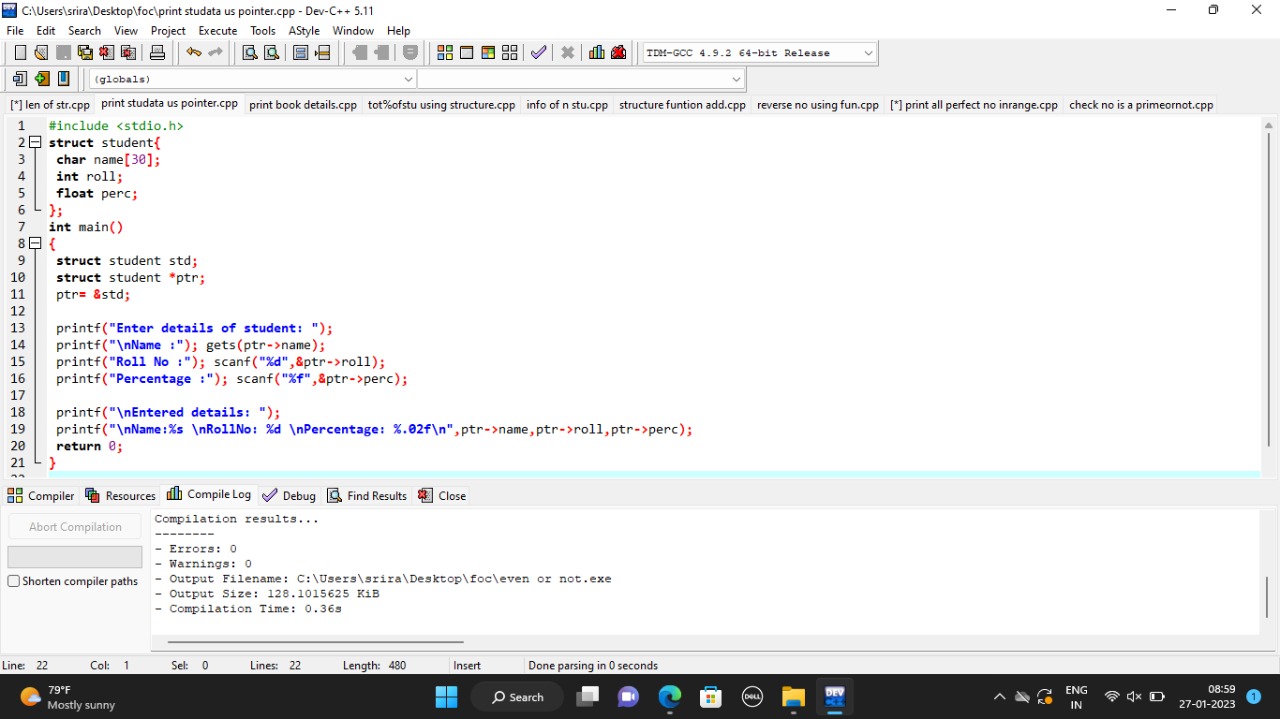 C:\Users\srira\Desktop\foc\print studata us pointer.cpp - Dev-C++ 5.11
File Edit Search View Project Execute Tools AStyle Window Help
TDM-GCC 4.9.2 64-bit Release
(globals)
[*] len of str.cpp print studata us pointer.cpp print book details.cpp tot%ofstu using structure.cpp info of n stu.cpp structure funtion add.cpp reverse no using fun.cpp [*] print all perfect no inrange.cpp check no is a primeornot.cpp
1 #include <stdio.h>
2 struct student{
3 char name[30];
4 int roll;
5 float perc;
6 };
7 int main()
8 {
9 struct student std;
10 struct student *ptr;
11 ptr= &std;
12
13 printf("Enter details of student: ");
14 printf("\nName :"); gets(ptr->name);
15 printf("Roll No :"); scanf("%d",&ptr->roll);
16 printf("Percentage :"); scanf("%f",&ptr->perc);
17
18 printf("\nEntered details: ");
19 printf("\nName:%s \nRollNo: %d \nPercentage: %.02f\n",ptr->name,ptr->roll,ptr->perc);
20 return 0;
21 }
22
Compiler Resources Compile Log Debug Find Results Close
Abort Compilation
Shorten compiler paths
Compilation results...
--------
- Errors: 0
- Warnings: 0
- Output Filename: C:\Users\srira\Desktop\foc\even or not.exe
- Output Size: 128.1015625 KiB
- Compilation Time: 0.36s
Line: 22 Col: 1 Sel: 0 Lines: 22 Length: 480 Insert Done parsing in 0 seconds
79°F
Mostly sunny
Search
DELL
DEV
ENG
IN
08:59
27-01-2023
1